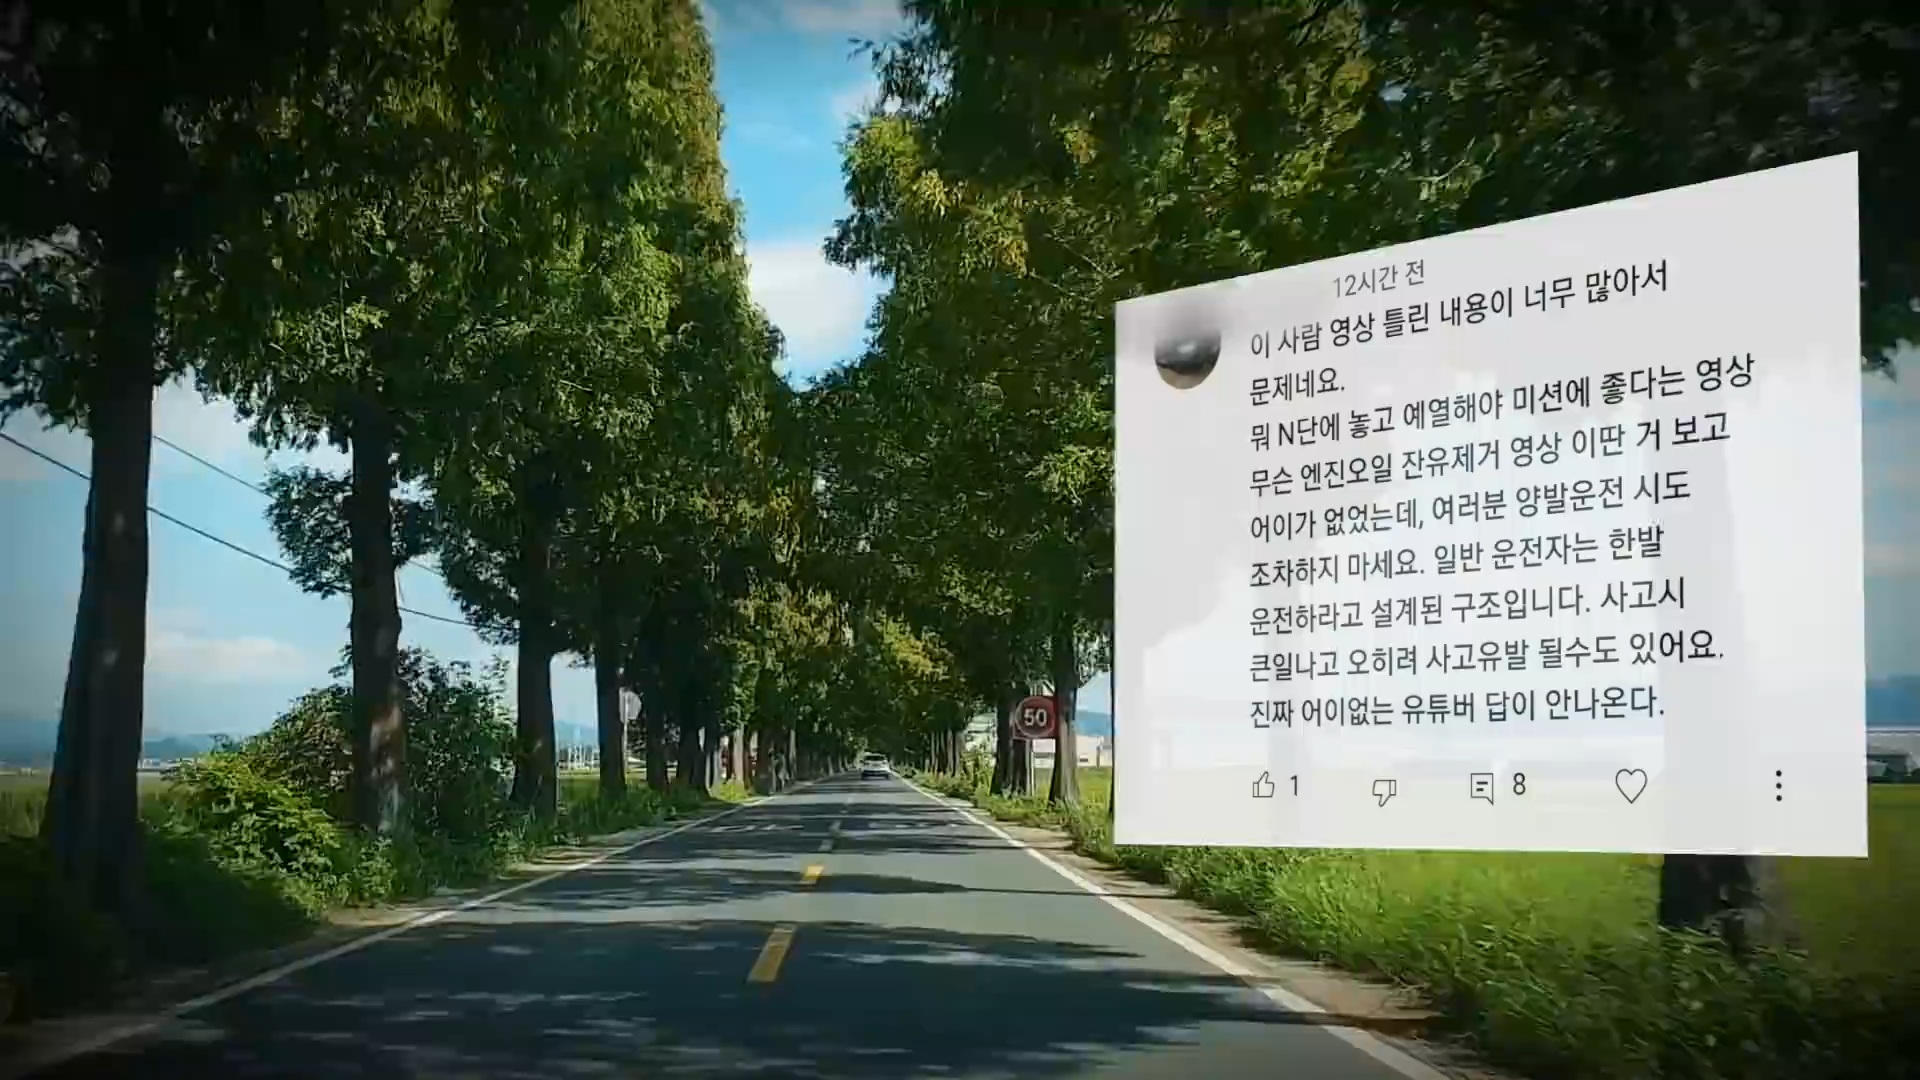 12시간 전
이 사람 영상 틀린 내용이 너무 많아서
문제네요.
뭐 N단에 놓고 예열해야 미션에 좋다는 영상
무슨 엔진오일 잔유제거 영상 이딴 거 보고
어이가 없었는데, 여러분 양발운전 시도
조차하지 마세요. 일반 운전자는 한발
운전하라고 설계된 구조입니다. 사고시
큰일나고 오히려 사고유발 될수도 있어요.
진짜 어이없는 유튜버 답이 안나온다.
1 8
50